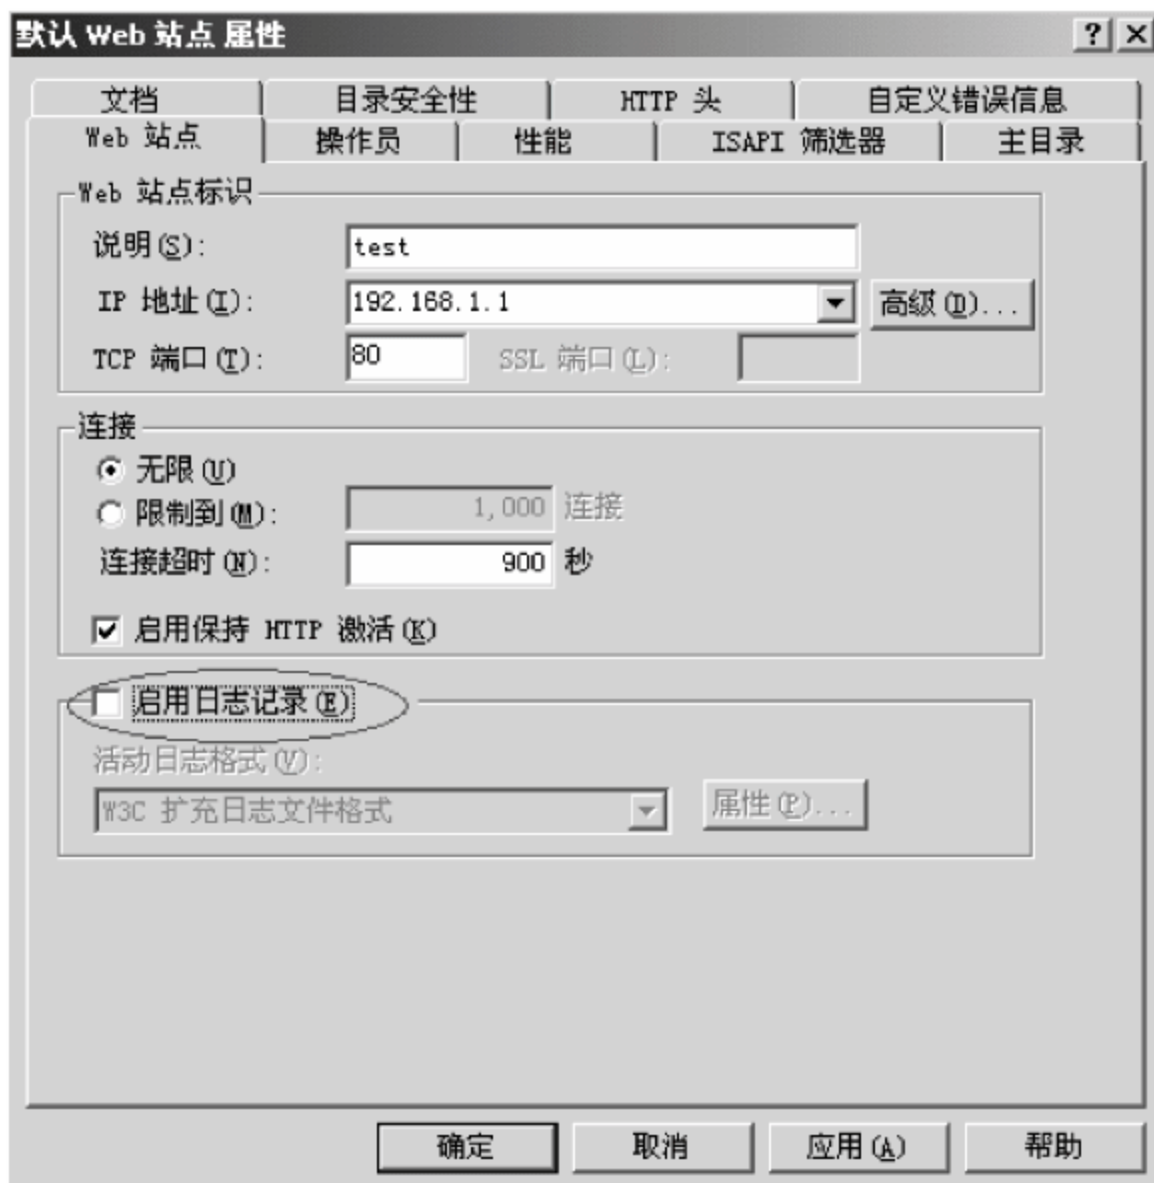 默认 Web 站点 属性
文档 目录安全性 HTTP 头 自定义错误信息
Web 站点 操作员 性能 ISAPI 筛选器 主目录
Web 站点标识
说明(S): test
IP 地址(I): 192.168.1.1 高级(D)...
TCP 端口(T): 80 SSL 端口(L):
连接
无限(U)
限制到(M): 1,000 连接
连接超时(N): 900 秒
启用保持 HTTP 激活(K)
启用日志记录(E)
活动日志格式(V):
W3C 扩充日志文件格式 属性(P)...
确定 取消 应用(A) 帮助